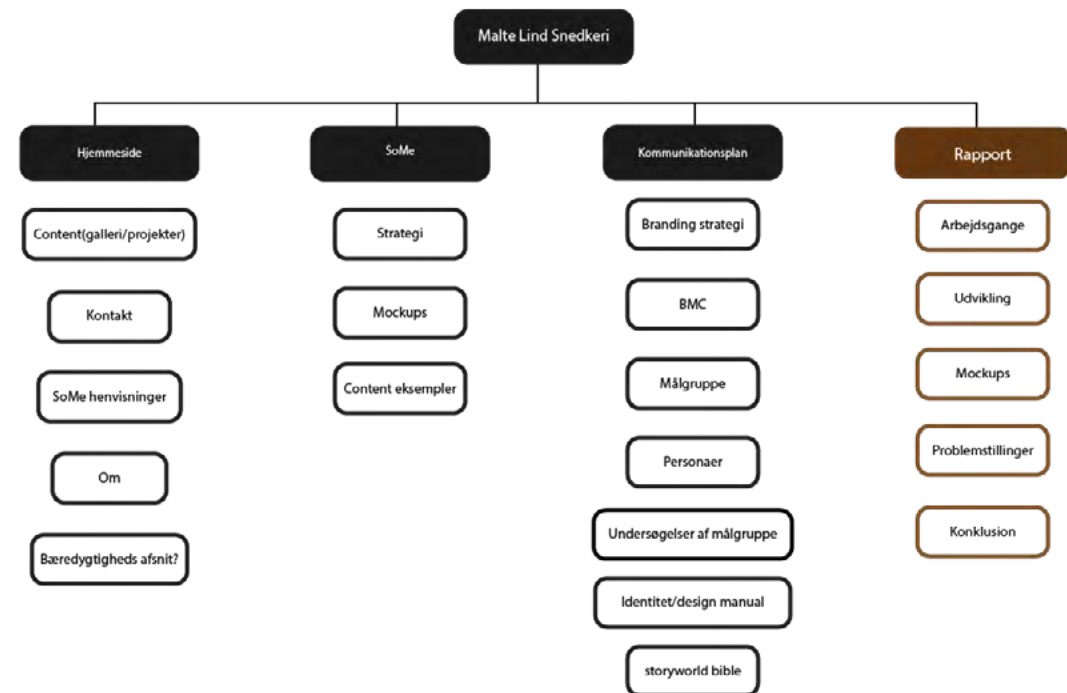 Malte Lind Snedkeri
Hjemmeside
SoMe
Kommunikationsplan
Rapport
Content(galleri/projekter)
Kontakt
SoMe henvisninger
Om
Bæredygtigheds afsnit?
Strategi
Mockups
Content eksempler
Branding strategi
BMC
Målgruppe
Personaer
Undersøgelser af målgruppe
Identitet/design manual
storyworld bible
Arbejdsgange
Udvikling
Mockups
Problemstillinger
Konklusion